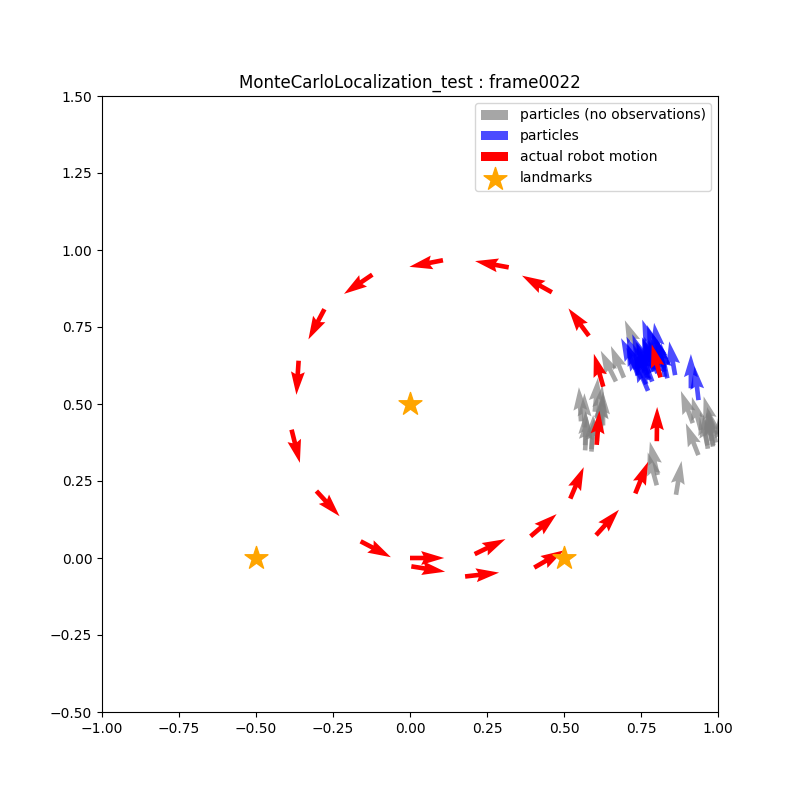 MonteCarloLocalization_test : frame0022
particles (no observations)
particles
actual robot motion
landmarks
1.50
1.25
1.00
0.75
0.50
0.25
0.00
−0.25
−0.50
−1.00 −0.75 −0.50 −0.25 0.00 0.25 0.50 0.75 1.00